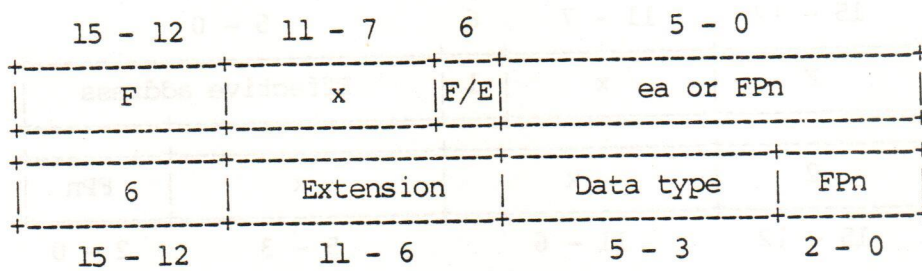 15 - 12 11 - 7 6 5 - 0
F x F/E ea or FPn
6 Extension Data type FPn
15 - 12 11 - 6 5 - 3 2 - 0